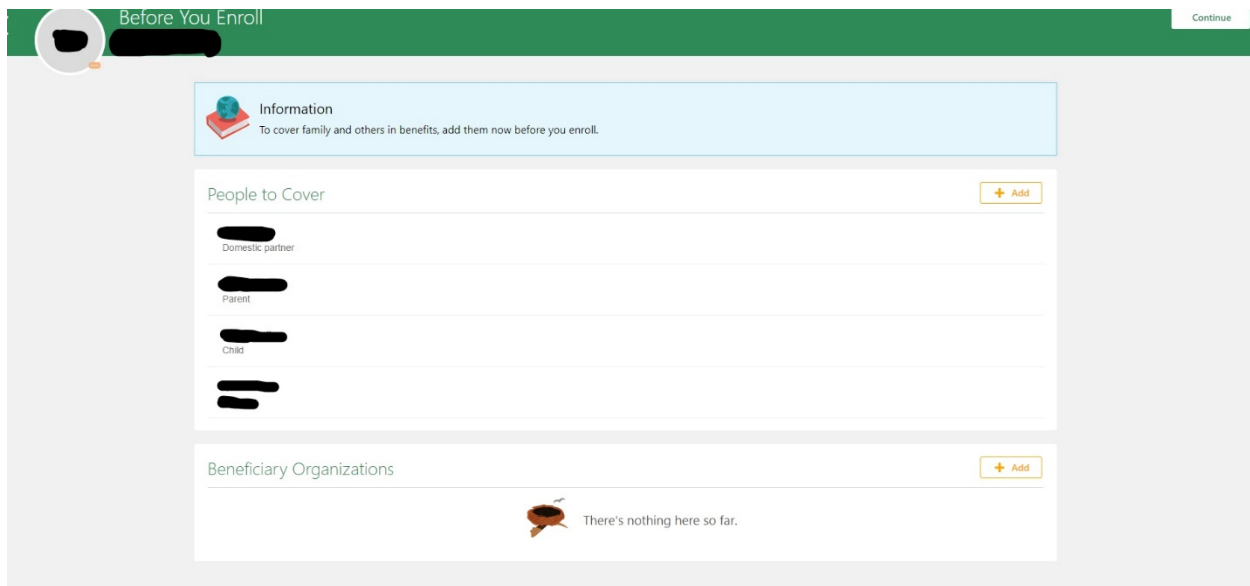 Before You Enroll
Continue
Information
To cover family and others in benefits, add them now before you enroll.
People to Cover
+ Add
Domestic partner
Parent
Child
Beneficiary Organizations
+ Add
There's nothing here so far.